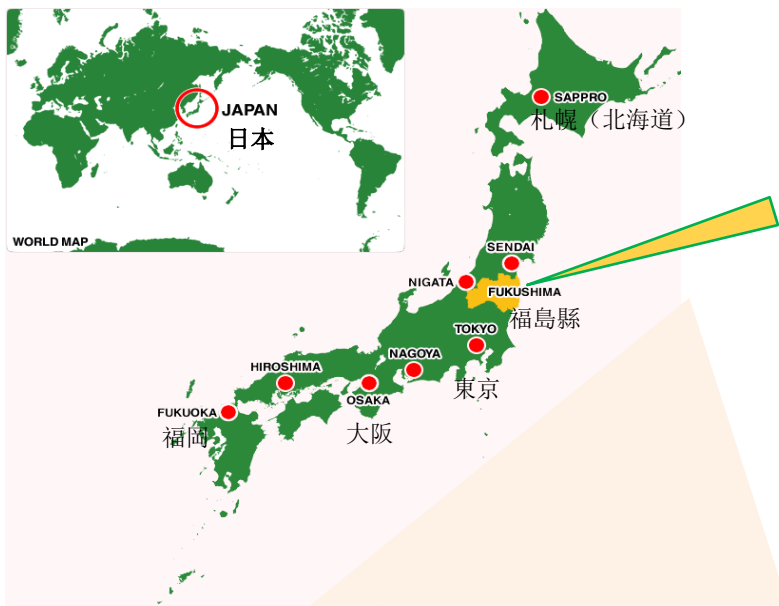 JAPAN
日本
WORLD MAP
SAPPRO
札幌（北海道）
SENDAI
NIGATA
FUKUSHIMA
福島縣
TOKYO
東京
NAGOYA
HIROSHIMA
OSAKA
大阪
FUKUOKA
福岡